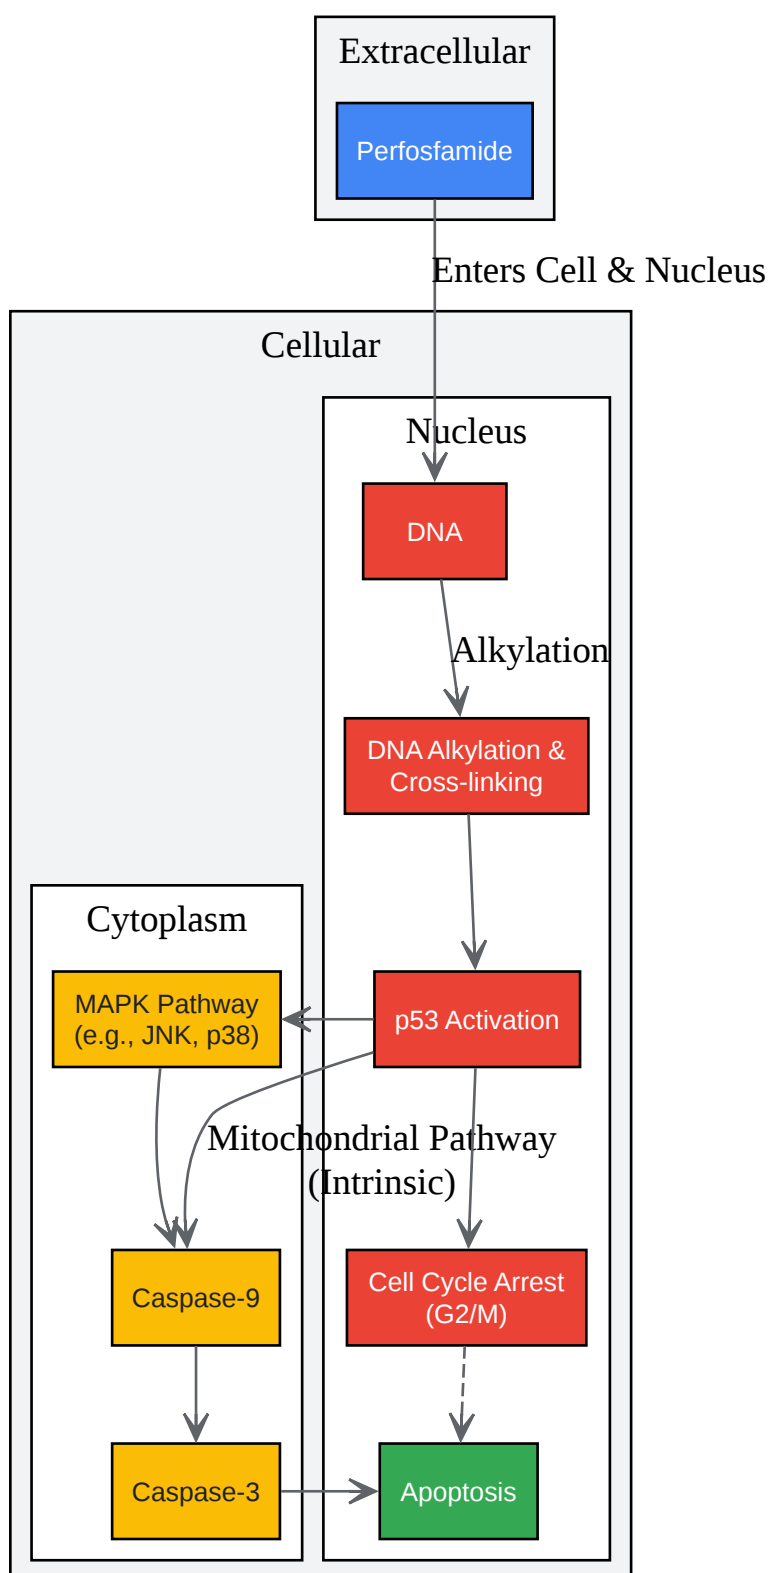 Extracellular
Perfosfamide
Enters Cell & Nucleus
Cellular
Nucleus
DNA
Alkylation
DNA Alkylation &
Cross-linking
Cytoplasm
MAPK Pathway
(e.g., JNK, p38)
p53 Activation
Mitochondrial Pathway
(Intrinsic)
Caspase-9
Cell Cycle Arrest
(G2/M)
Caspase-3
Apoptosis